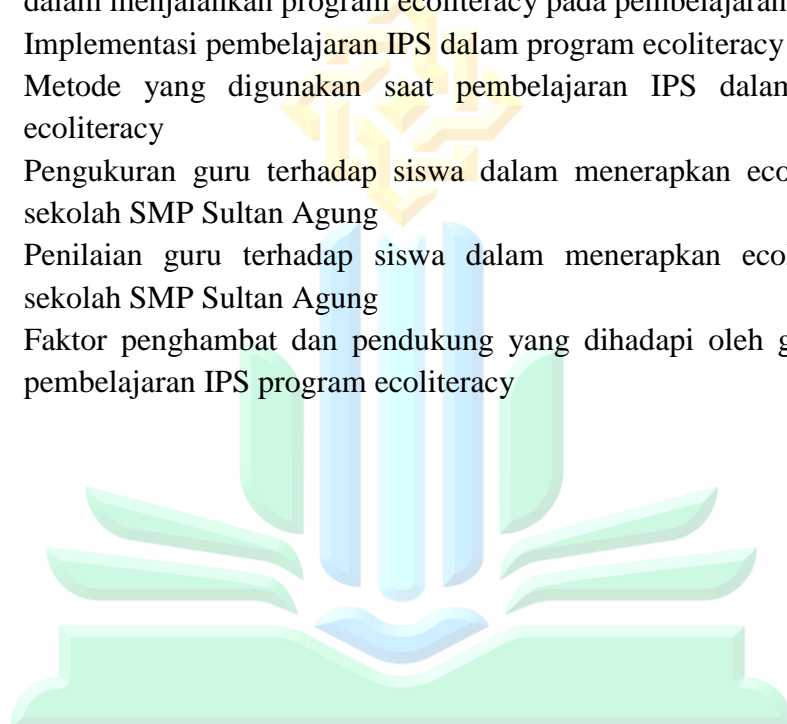 dalam menjalankan program ecoliteracy pada pembelajaran
Implementasi pembelajaran IPS dalam program ecoliteracy
Metode yang digunakan saat pembelajaran IPS dalam
ecoliteracy
Pengukuran guru terhadap siswa dalam menerapkan eco
sekolah SMP Sultan Agung
Penilaian guru terhadap siswa dalam menerapkan eco
sekolah SMP Sultan Agung
Faktor penghambat dan pendukung yang dihadapi oleh g
pembelajaran IPS program ecoliteracy